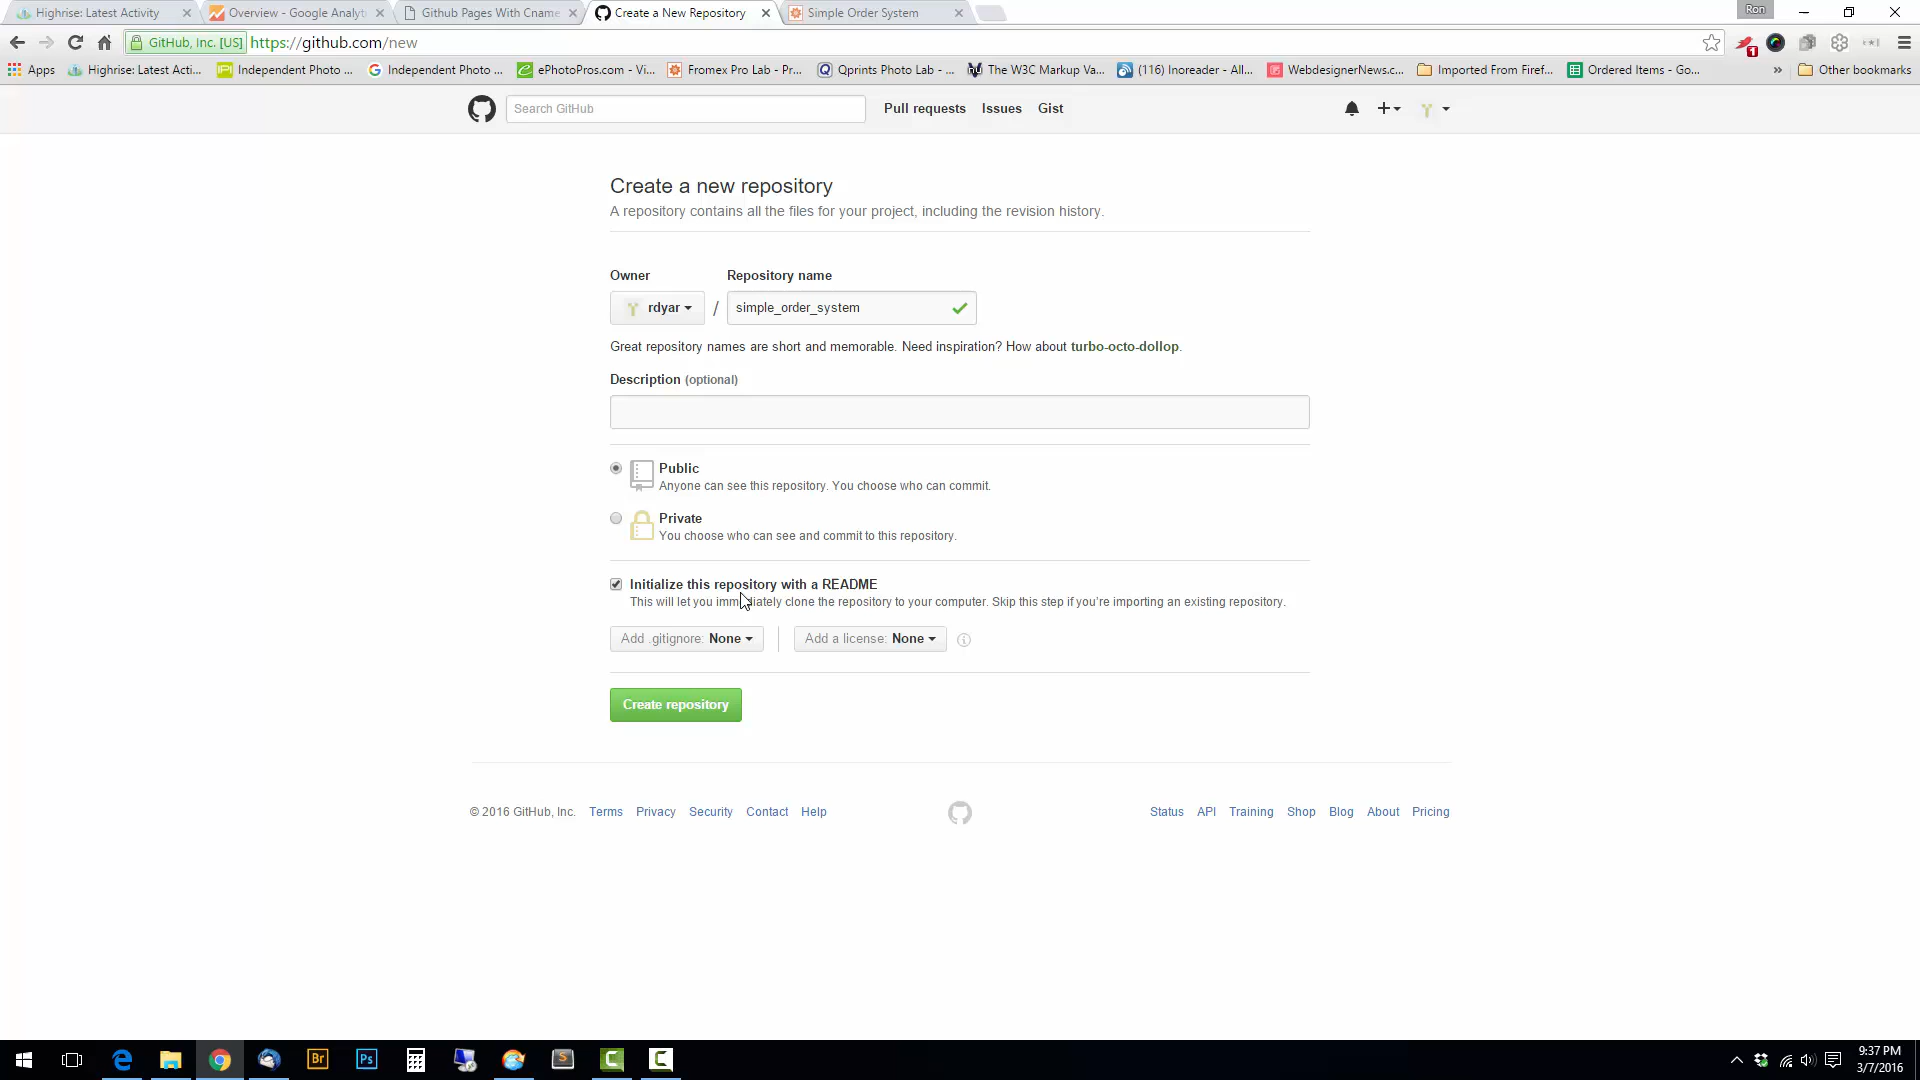 Highrise: Latest Activity
Overview - Google Analyt
Github Pages With Cname
Create a New Repository
Simple Order System
Ron
GitHub, Inc. [US]
https://github.com/new
1
Apps
Highrise: Latest Acti...
Independent Photo ...
Independent Photo ...
ePhotoPros.com - Vi...
Fromex Pro Lab - Pr...
Qprints Photo Lab - ...
The W3C Markup Va...
(116) Inoreader - All...
WebdesignerNews.c...
Imported From Firef...
Ordered Items - Go...
»
Other bookmarks
Search GitHub
Pull requests
Issues
Gist
Create a new repository
A repository contains all the files for your project, including the revision history.
Owner
Repository name
rdyar
/
simple_order_system
Great repository names are short and memorable. Need inspiration? How about turbo-octo-dollop.
Description (optional)
Public
Anyone can see this repository. You choose who can commit.
Private
You choose who can see and commit to this repository.
Initialize this repository with a README
This will let you immediately clone the repository to your computer. Skip this step if you're importing an existing repository.
Add .gitignore: None
Add a license: None
Create repository
© 2016 GitHub, Inc.
Terms
Privacy
Security
Contact
Help
Status
API
Training
Shop
Blog
About
Pricing
Br
Ps
S
C
C
9:37 PM
3/7/2016